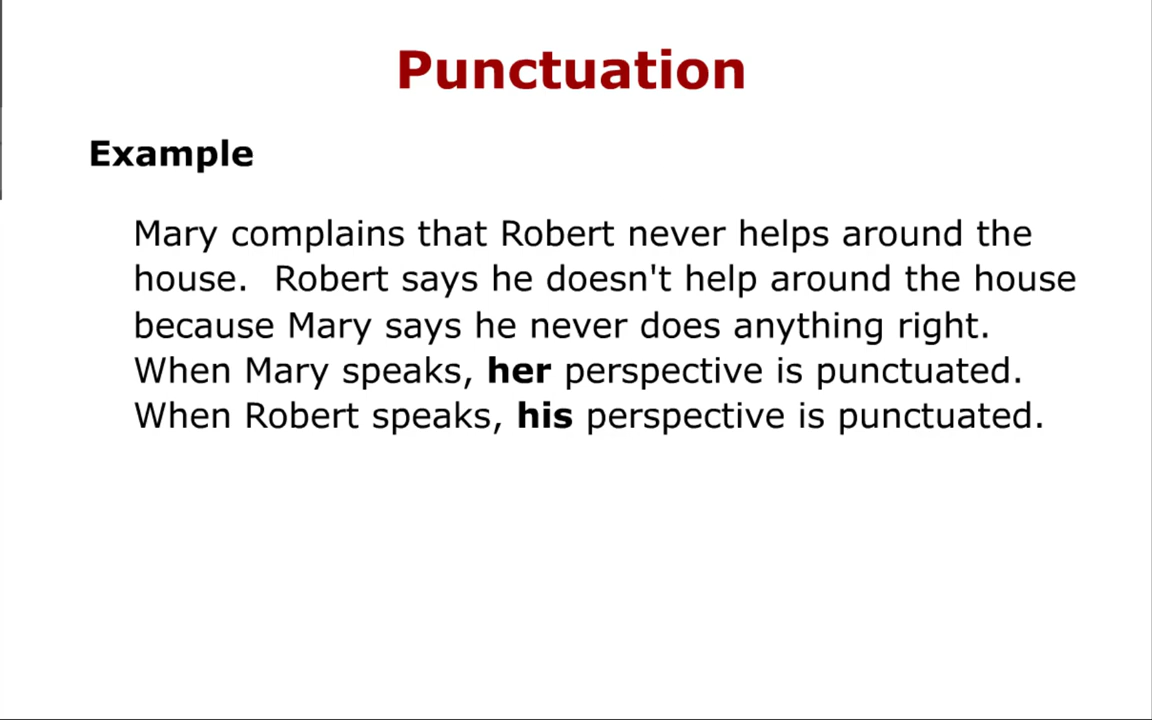 Punctuation
Example
Mary complains that Robert never helps around the
house.  Robert says he doesn't help around the house
because Mary says he never does anything right.
When Mary speaks, her perspective is punctuated.
When Robert speaks, his perspective is punctuated.